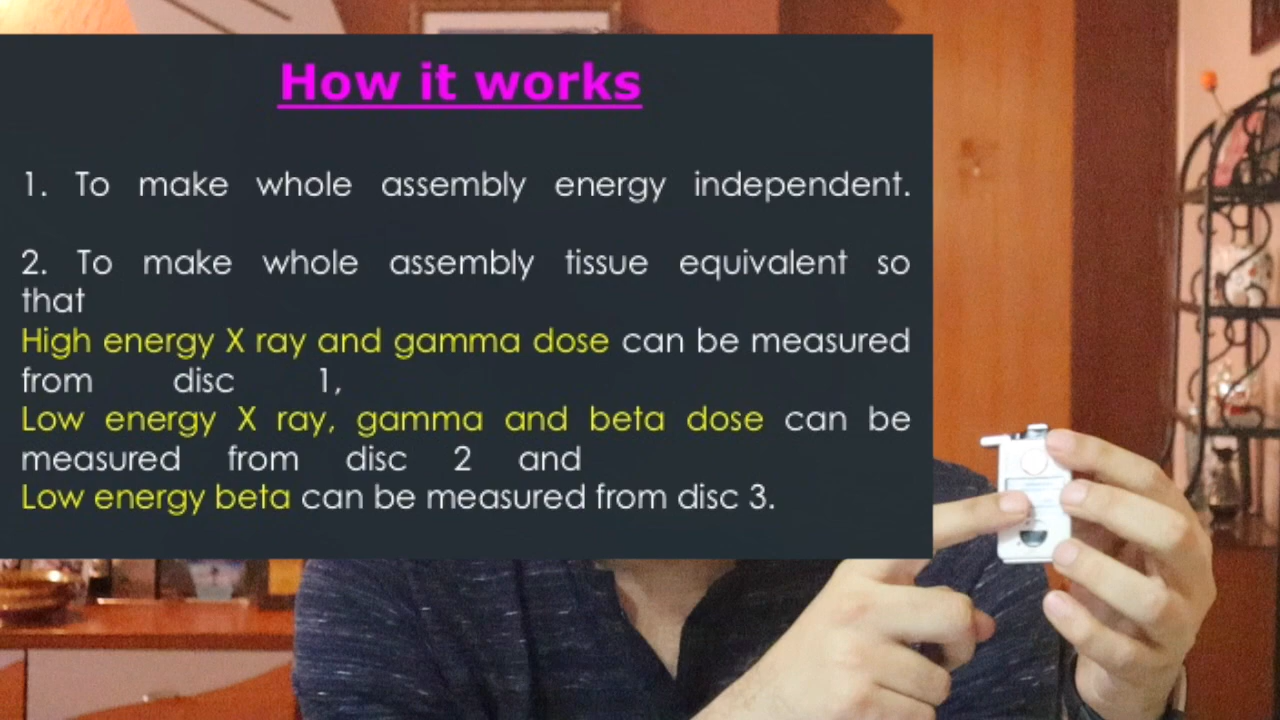 How it works
1. To make whole assembly energy independent.
2. To make whole assembly tissue equivalent so
that
High energy X ray and gamma dose can be measured
from disc 1,
Low energy X ray, gamma and beta dose can be
measured from disc 2 and
Low energy beta can be measured from disc 3.